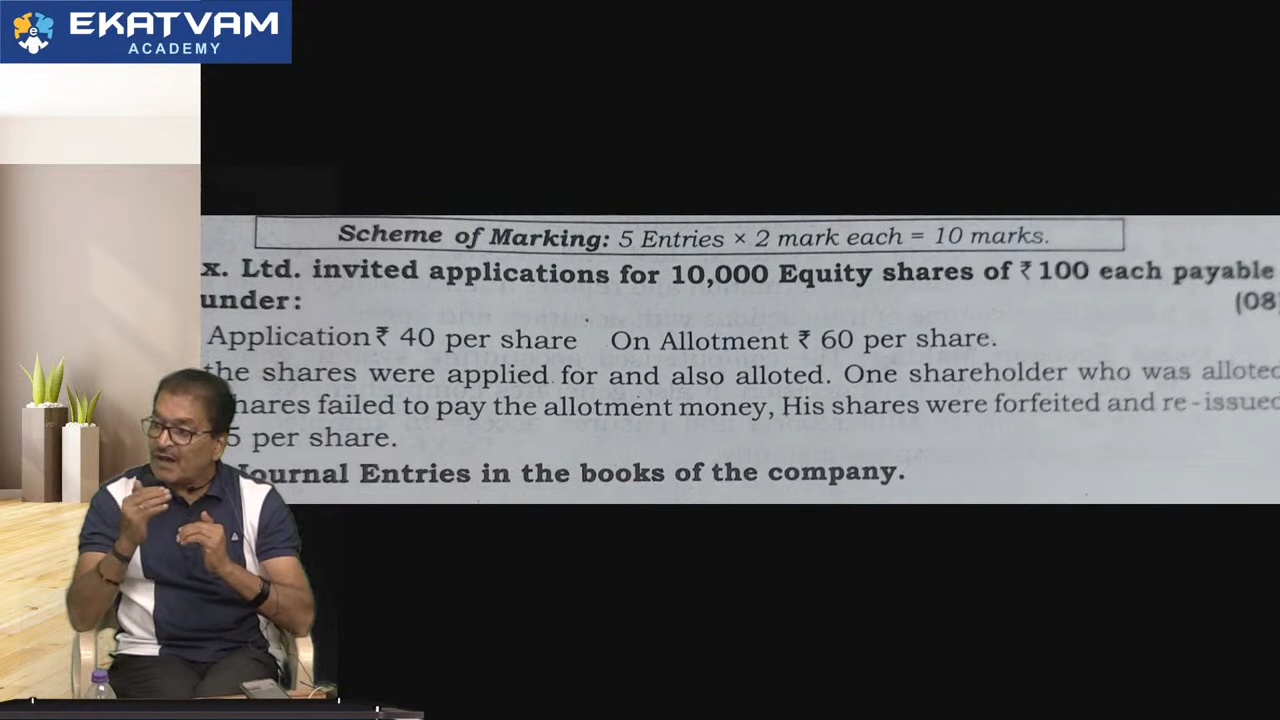 EKATVAM
ACADEMY
Scheme of Marking: 5 Entries × 2 mark each = 10 marks.
x. Ltd. invited applications for 10,000 Equity shares of ₹ 100 each payable
under: (08
Application ₹ 40 per share On Allotment ₹ 60 per share.
the shares were applied for and also alloted. One shareholder who was alloted
hares failed to pay the allotment money, His shares were forfeited and re-issued
5 per share.
Journal Entries in the books of the company.